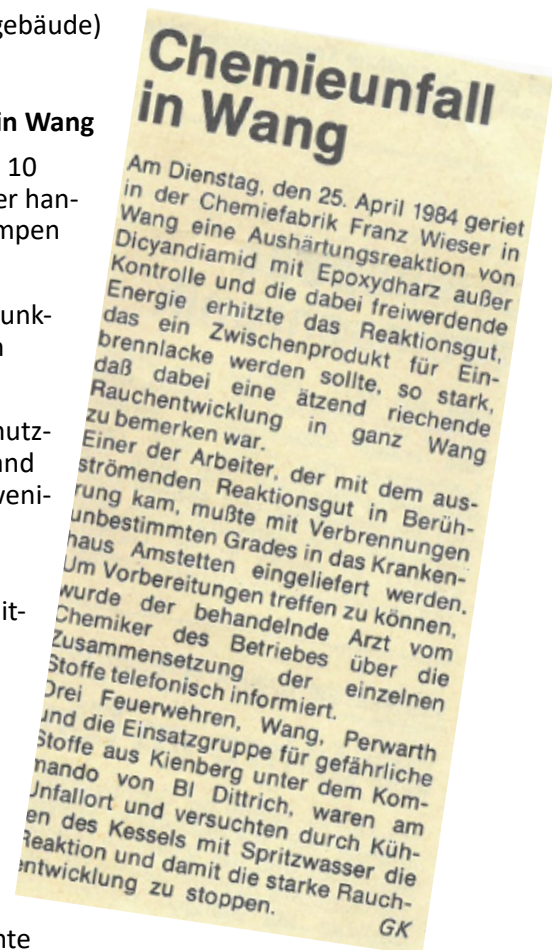 gebäude)
in Wang
10
er han-
mpen
unk-
nutz-
and
veni-
it-
nte
Chemieunfall
in Wang
Am Dienstag, den 25. April 1984 geriet
in der Chemiefabrik Franz Wieser in
Wang eine Aushärtungsreaktion von
Dicyandiamid mit Epoxydharz außer
Kontrolle und die dabei freiwerdende
Energie erhitzte das Reaktionsgut,
das ein Zwischenprodukt für Ein-
brennlacke werden sollte, so stark,
daß dabei eine ätzend riechende
Rauchentwicklung in ganz Wang
zu bemerken war.
Einer der Arbeiter, der mit dem aus-
strömenden Reaktionsgut in Berüh-
rung kam, mußte mit Verbrennungen
unbestimmten Grades in das Kranken-
haus Amstetten eingeliefert werden.
Um Vorbereitungen treffen zu können,
wurde der behandelnde Arzt vom
Chemiker des Betriebes über die
Zusammensetzung der einzelnen
Stoffe telefonisch informiert.
Drei Feuerwehren, Wang, Perwarth
und die Einsatzgruppe für gefährliche
Stoffe aus Kienberg unter dem Kom-
mando von BI Dittrich, waren am
Unfallort und versuchten durch Küh-
en des Kessels mit Spritzwasser die
Reaktion und damit die starke Rauch-
entwicklung zu stoppen.
GK